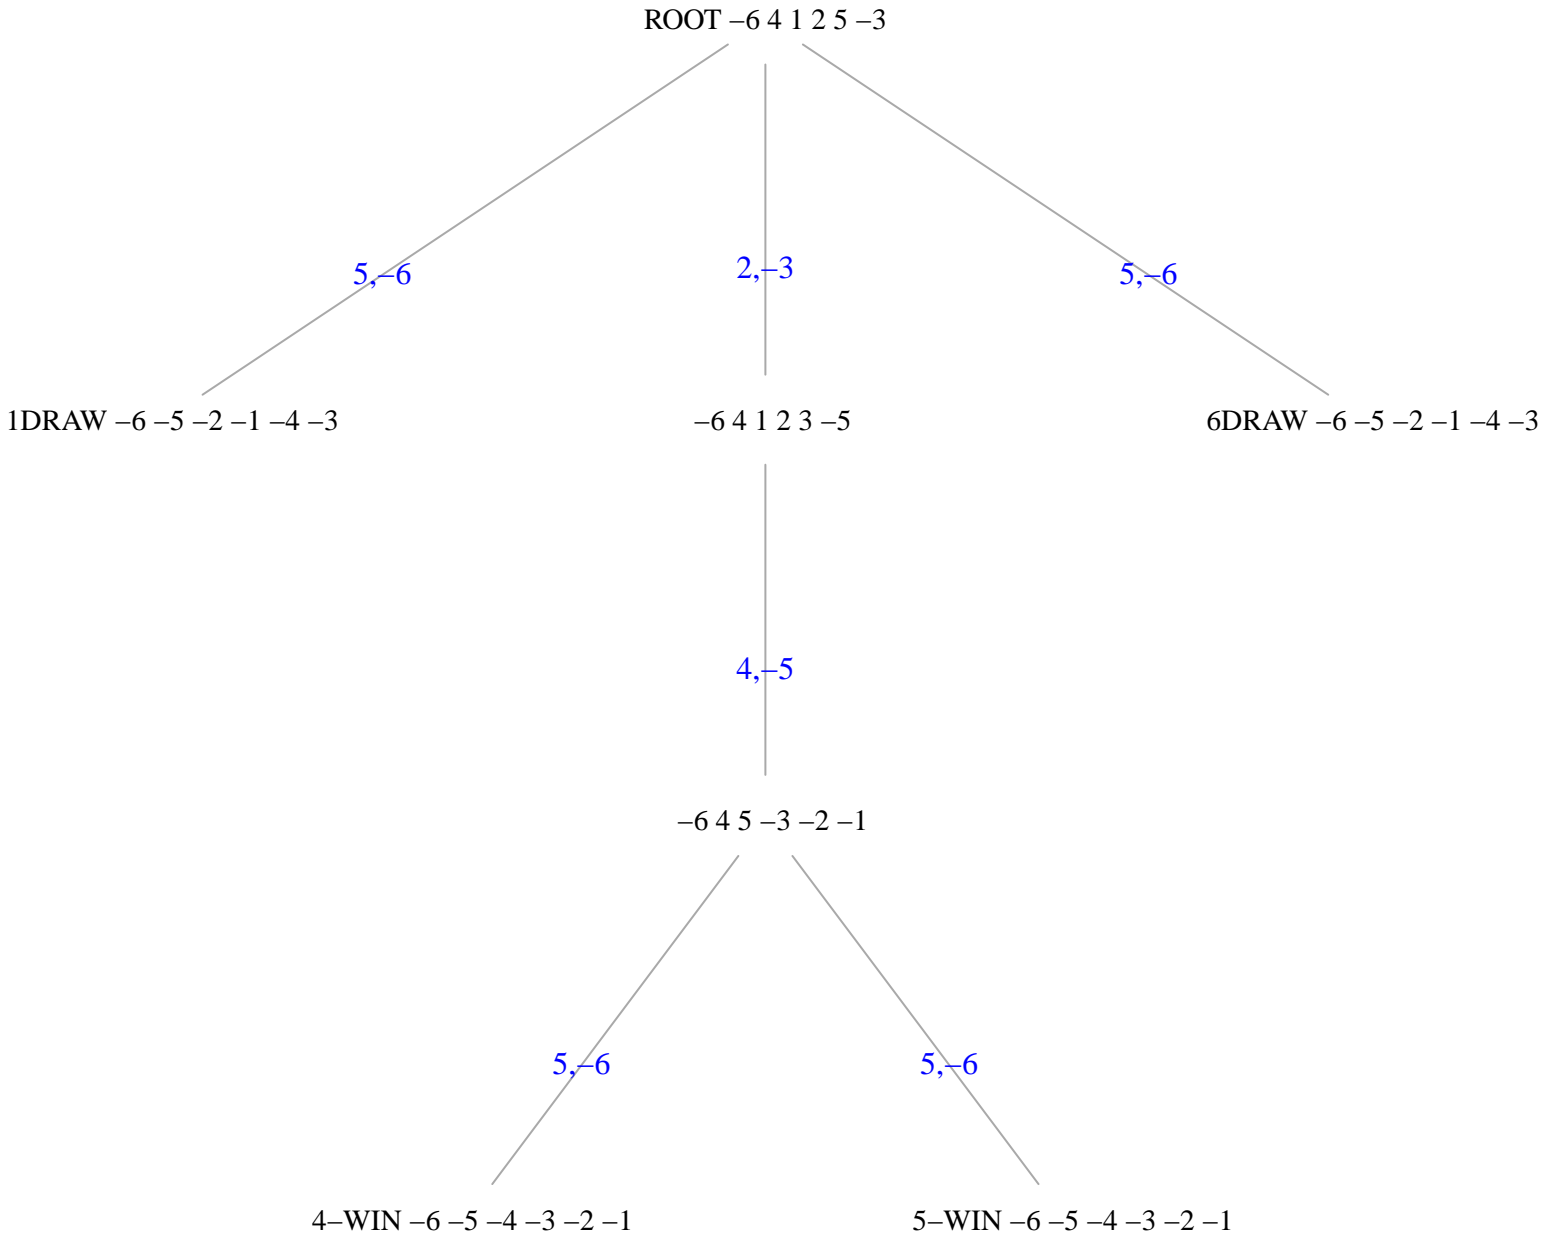 ROOT –6 4 1 2 5 –3
5,–6
2,–3
5,–6
1DRAW –6 –5 –2 –1 –4 –3
–6 4 1 2 3 –5
6DRAW –6 –5 –2 –1 –4 –3
4,–5
–6 4 5 –3 –2 –1
5,–6
5,–6
4–WIN –6 –5 –4 –3 –2 –1
5–WIN –6 –5 –4 –3 –2 –1